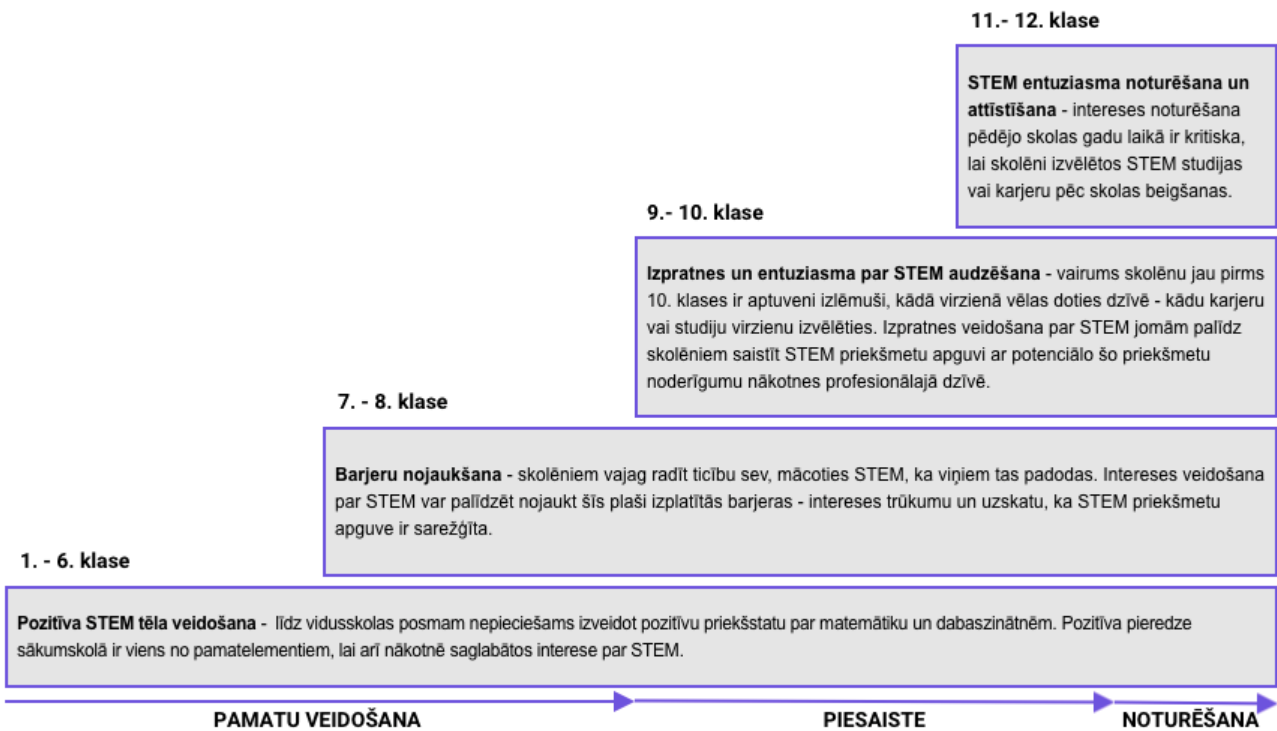 11.- 12. klase
STEM entuziasma noturēšana un
attīstīšana - intereses noturēšana
pēdējo skolas gadu laikā ir kritiska,
lai skolēni izvēlētos STEM studijas
vai karjeru pēc skolas beigšanas.
9.- 10. klase
Izpratnes un entuziasma par STEM audzēšana - vairums skolēnu jau pirms
10. klases ir aptuveni izlēmuši, kādā virzienā vēlas doties dzīvē - kādu karjeru
vai studiju virzienu izvēlēties. Izpratnes veidošana par STEM jomām palīdz
skolēniem saistīt STEM priekšmetu apguvi ar potenciālo šo priekšmetu
noderīgumu nākotnes profesionālajā dzīvē.
7. - 8. klase
Barjeru nojaukšana - skolēniem vajag radīt ticību sev, mācoties STEM, ka viņiem tas padodas. Intereses veidošana
par STEM var palīdzēt nojaukt šīs plaši izplatītās barjeras - intereses trūkumu un uzskatu, ka STEM priekšmetu
apguve ir sarežģīta.
1. - 6. klase
Pozitīva STEM tēla veidošana - līdz vidusskolas posmam nepieciešams izveidot pozitīvu priekšstatu par matemātiku un dabaszinātnēm. Pozitīva pieredze
sākumskolā ir viens no pamatelementiem, lai arī nākotnē saglabātos interese par STEM.
PAMATU VEIDOŠANA
PIESAISTE
NOTURĒŠANA